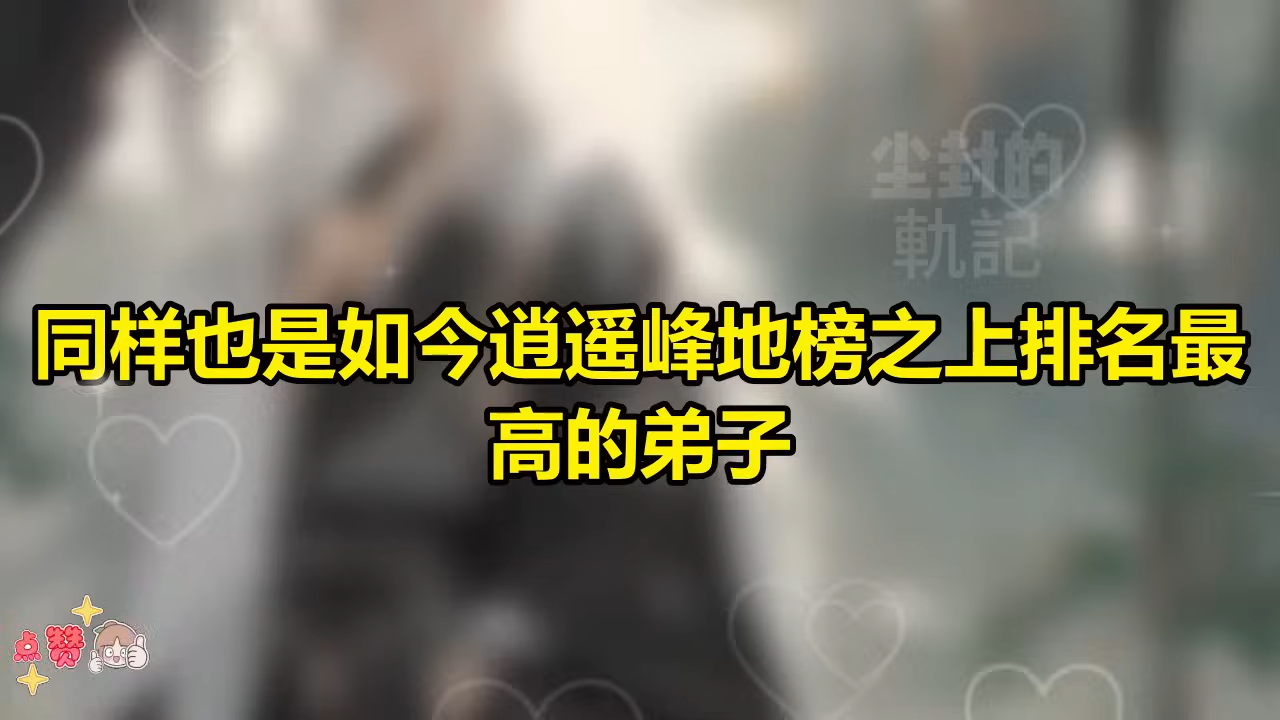 尘封的
軌記
同样也是如今逍遥峰地榜之上排名最
高的弟子
点赞